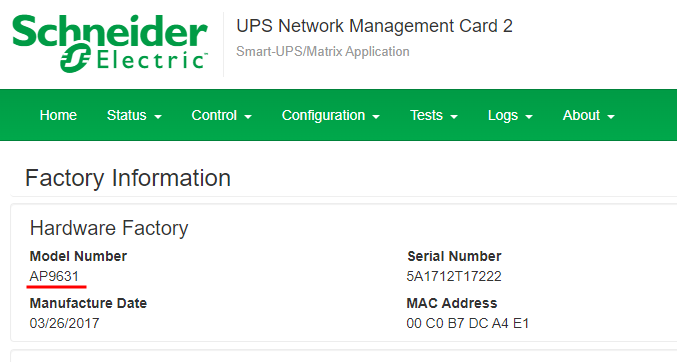 Schneider
Electric
UPS Network Management Card 2
Smart-UPS/Matrix Application
Home Status Control Configuration Tests Logs About
Factory Information
Hardware Factory
Model Number Serial Number
AP9631 5A1712T17222
Manufacture Date MAC Address
03/26/2017 00 C0 B7 DC A4 E1